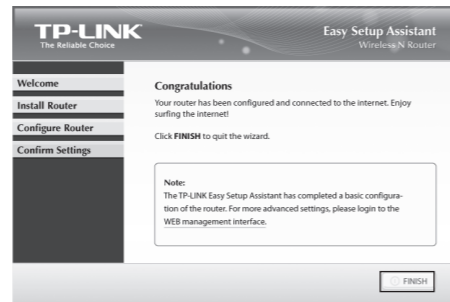 TP-LINK
The Reliable Choice
Easy Setup Assistant
Wireless N Router
Welcome
Install Router
Configure Router
Confirm Settings
Congratulations
Your router has been configured and connected to the internet. Enjoy
surfing the internet!
Click FINISH to quit the wizard.
Note:
The TP-LINK Easy Setup Assistant has completed a basic configura-
tion of the router. For more advanced settings, please login to the
WEB management interface.
FINISH